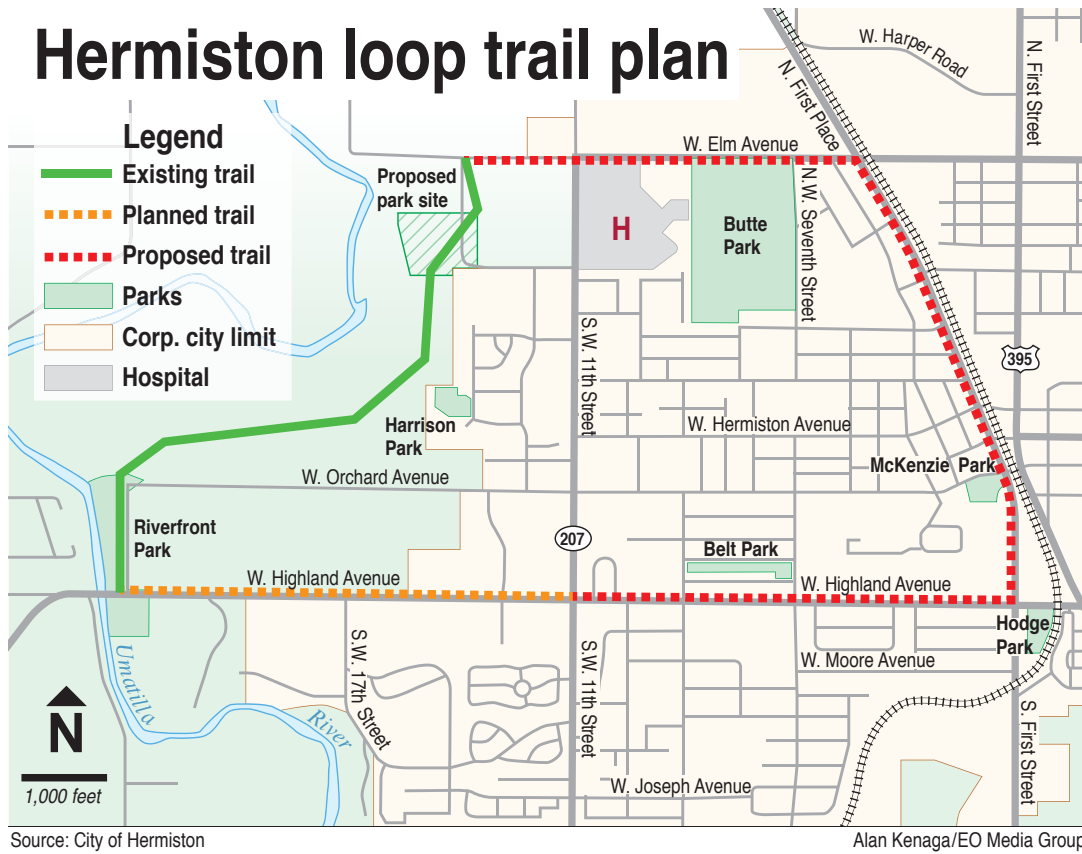 Hermiston loop trail plan
Legend
Existing trail
Planned trail
Proposed trail
Parks
Corp. city limit
Hospital
W. Harper Road
N. First Place
N. First Street
W. Elm Avenue
Proposed
park site
H
Butte
Park
N.W. Seventh Street
S.W. 11th Street
395
Harrison
Park
W. Hermiston Avenue
McKenzie Park
W. Orchard Avenue
Riverfront
Park
207
Belt Park
W. Highland Avenue
W. Highland Avenue
Hodge
Park
W. Moore Avenue
S.W. 17th Street
S.W. 11th Street
Umatilla
River
S. First Street
N
1,000 feet
W. Joseph Avenue
Source: City of Hermiston
Alan Kenaga/EO Media Group